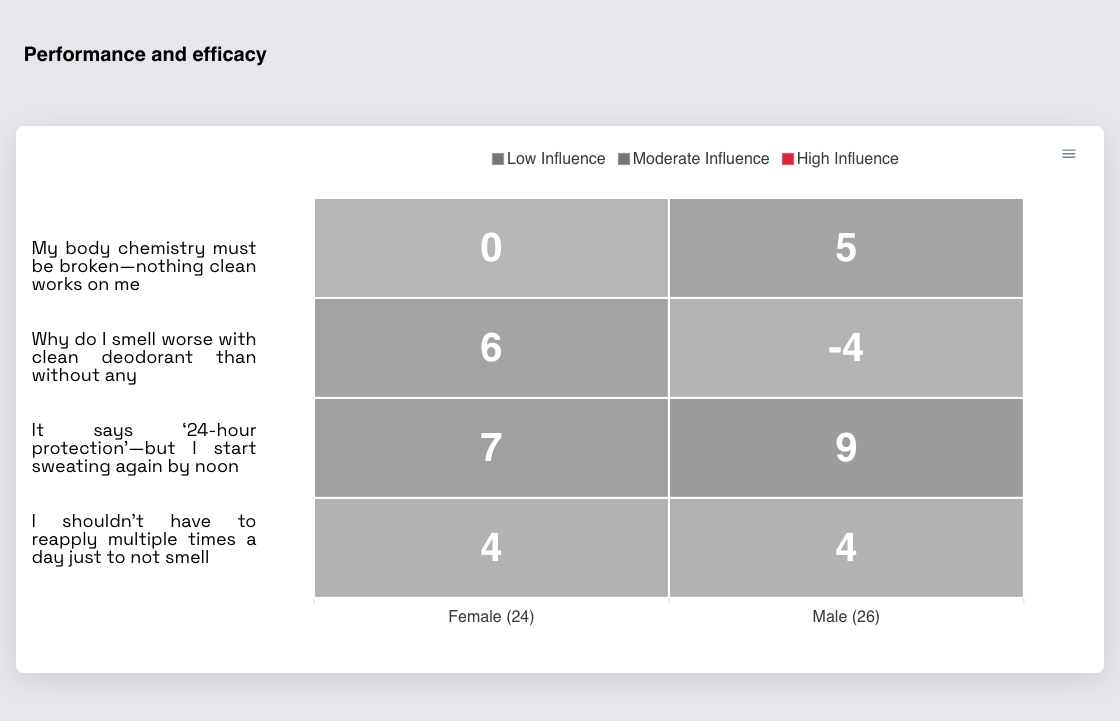 Performance and efficacy
Low Influence Moderate Influence High Influence
My body chemistry must
be broken—nothing clean
works on me
0 5
Why do I smell worse with
clean deodorant than
without any
6 -4
It says ‘24-hour
protection’—but I start
sweating again by noon
7 9
I shouldn’t have to
reapply multiple times a
day just to not smell
4 4
Female (24) Male (26)